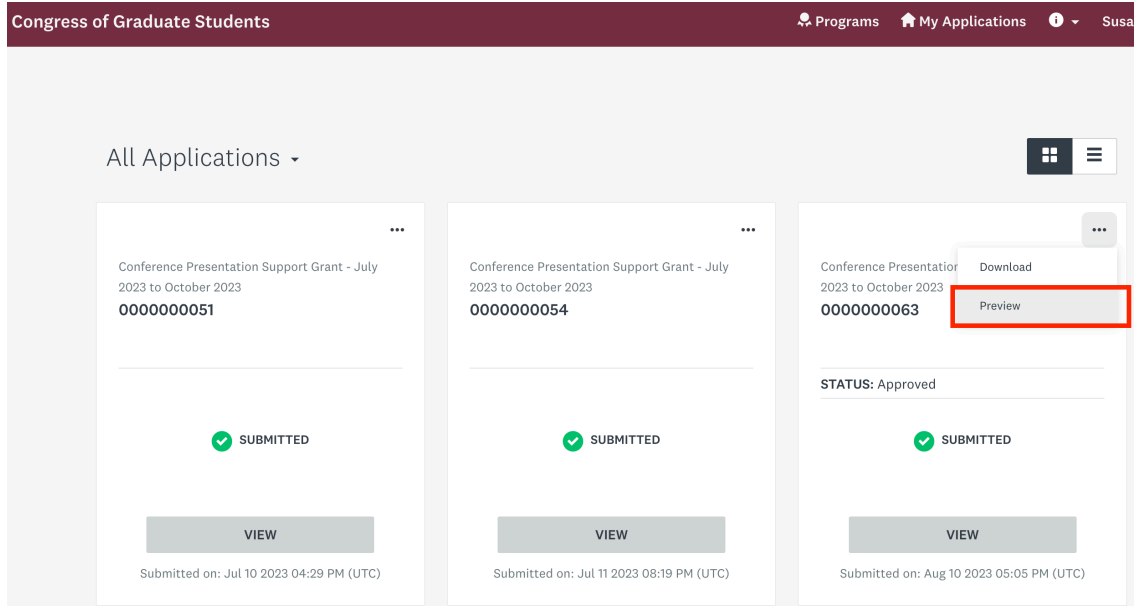 Congress of Graduate Students
Programs
My Applications
Susa
All Applications
Conference Presentation Support Grant - July
2023 to October 2023
0000000051
SUBMITTED
VIEW
Submitted on: Jul 10 2023 04:29 PM (UTC)
Conference Presentation Support Grant - July
2023 to October 2023
0000000054
SUBMITTED
VIEW
Submitted on: Jul 11 2023 08:19 PM (UTC)
Download
Preview
Conference Presentation
2023 to October 2023
0000000063
STATUS: Approved
SUBMITTED
VIEW
Submitted on: Aug 10 2023 05:05 PM (UTC)